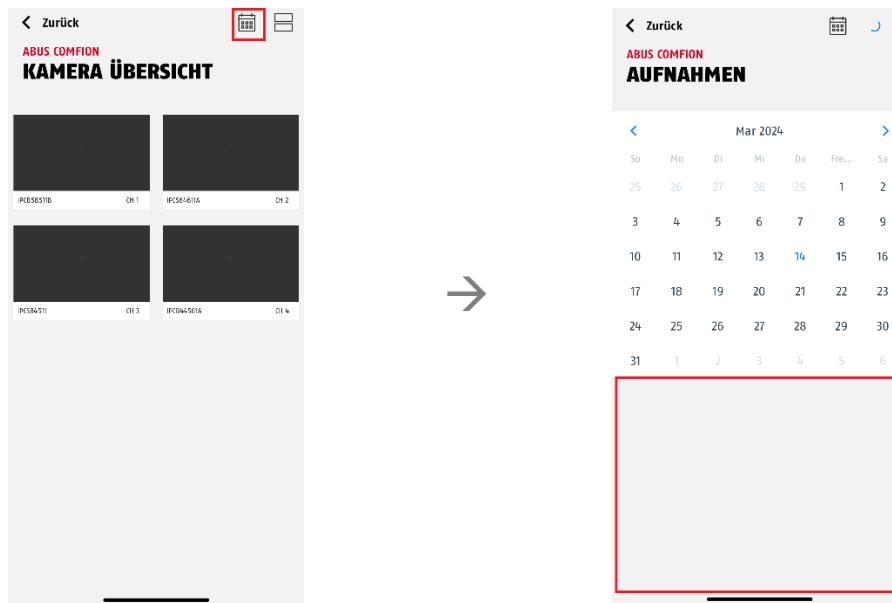 Zurück
ABUS COMFION
KAMERA ÜBERSICHT
IPCB58511B CH 1
IPCS84611A CH 2
IPCS84511 CH 3
IPCB44561A CH 4
→
Zurück
ABUS COMFION
AUFNAHMEN
Mar 2024
So Mo Di Mi Do Fre... Sa
25 26 27 28 29 1 2
3 4 5 6 7 8 9
10 11 12 13 14 15 16
17 18 19 20 21 22 23
24 25 26 27 28 29 30
31 1 2 3 4 5 6